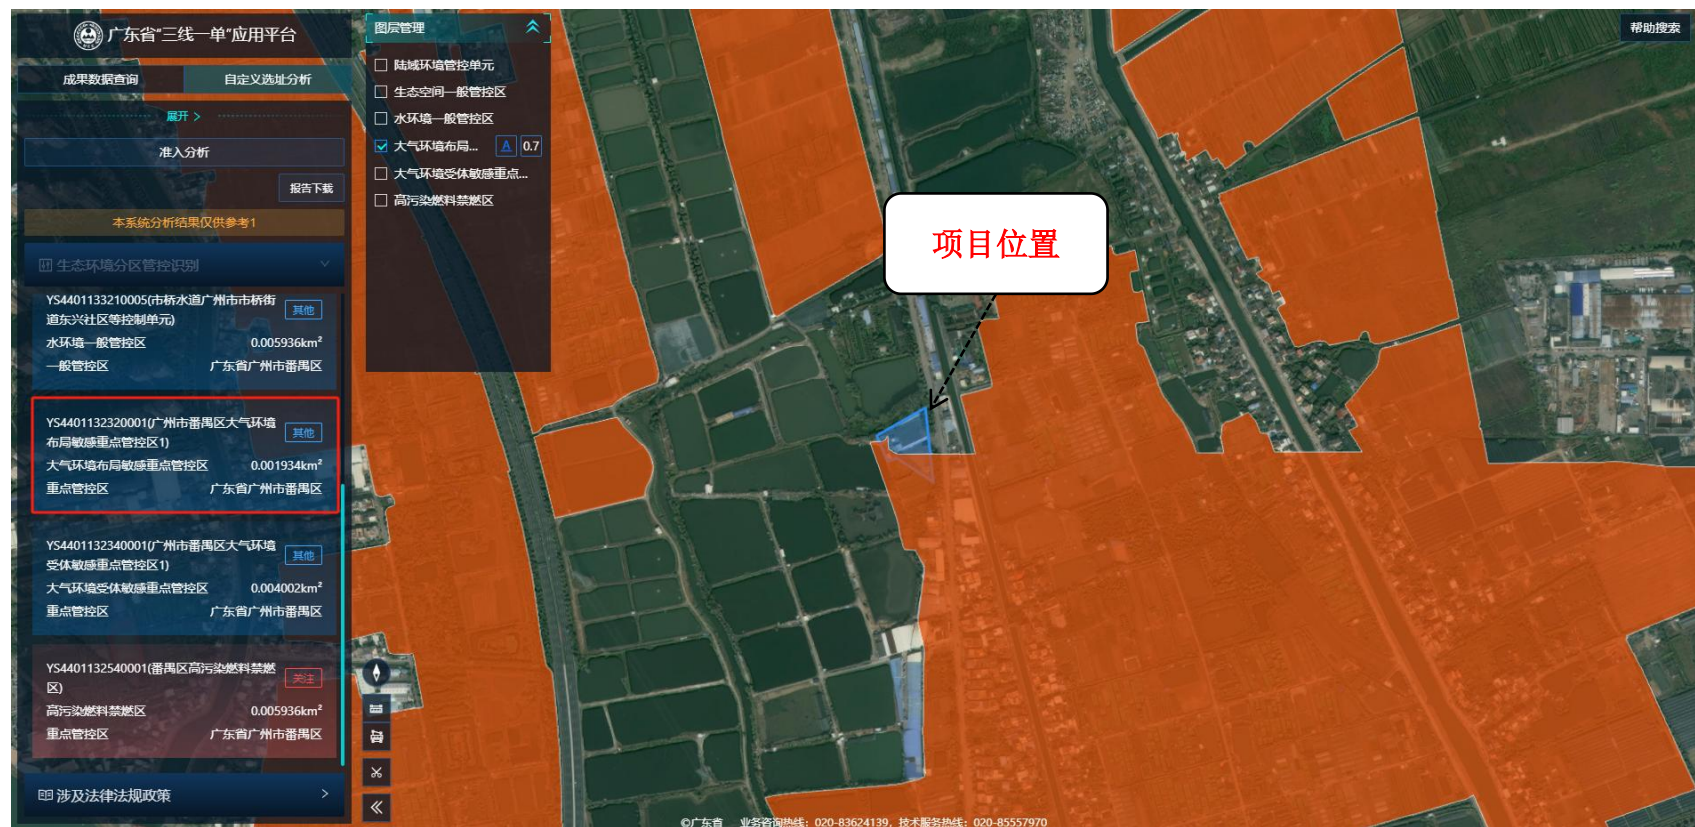 广东省“三线一单”应用平台
成果数据查询
自定义选址分析
展开 >
准入分析
报告下载
本系统分析结果仅供参考1
生态环境分区管控识别
YS4401133210005(市桥水道广州市市桥街
道东兴社区等控制单元)
其他
水环境一般管控区 0.005936km²
一般管控区 广东省广州市番禺区
YS4401132320001(广州市番禺区大气环境
布局敏感重点管控区1)
其他
大气环境布局敏感重点管控区 0.001934km²
重点管控区 广东省广州市番禺区
YS4401132340001(广州市番禺区大气环境
受体敏感重点管控区1)
其他
大气环境受体敏感重点管控区 0.004002km²
重点管控区 广东省广州市番禺区
YS4401132540001(番禺区高污染燃料禁燃
区)
关注
高污染燃料禁燃区 0.005936km²
重点管控区 广东省广州市番禺区
涉及法律法规政策 >
图层管理
陆域环境管控单元
生态空间一般管控区
水环境一般管控区
大气环境布局... A 0.7
大气环境受体敏感重点...
高污染燃料禁燃区
项目位置
帮助搜索
©广东省 业务咨询热线：020-83624139，技术服务热线：020-85557970